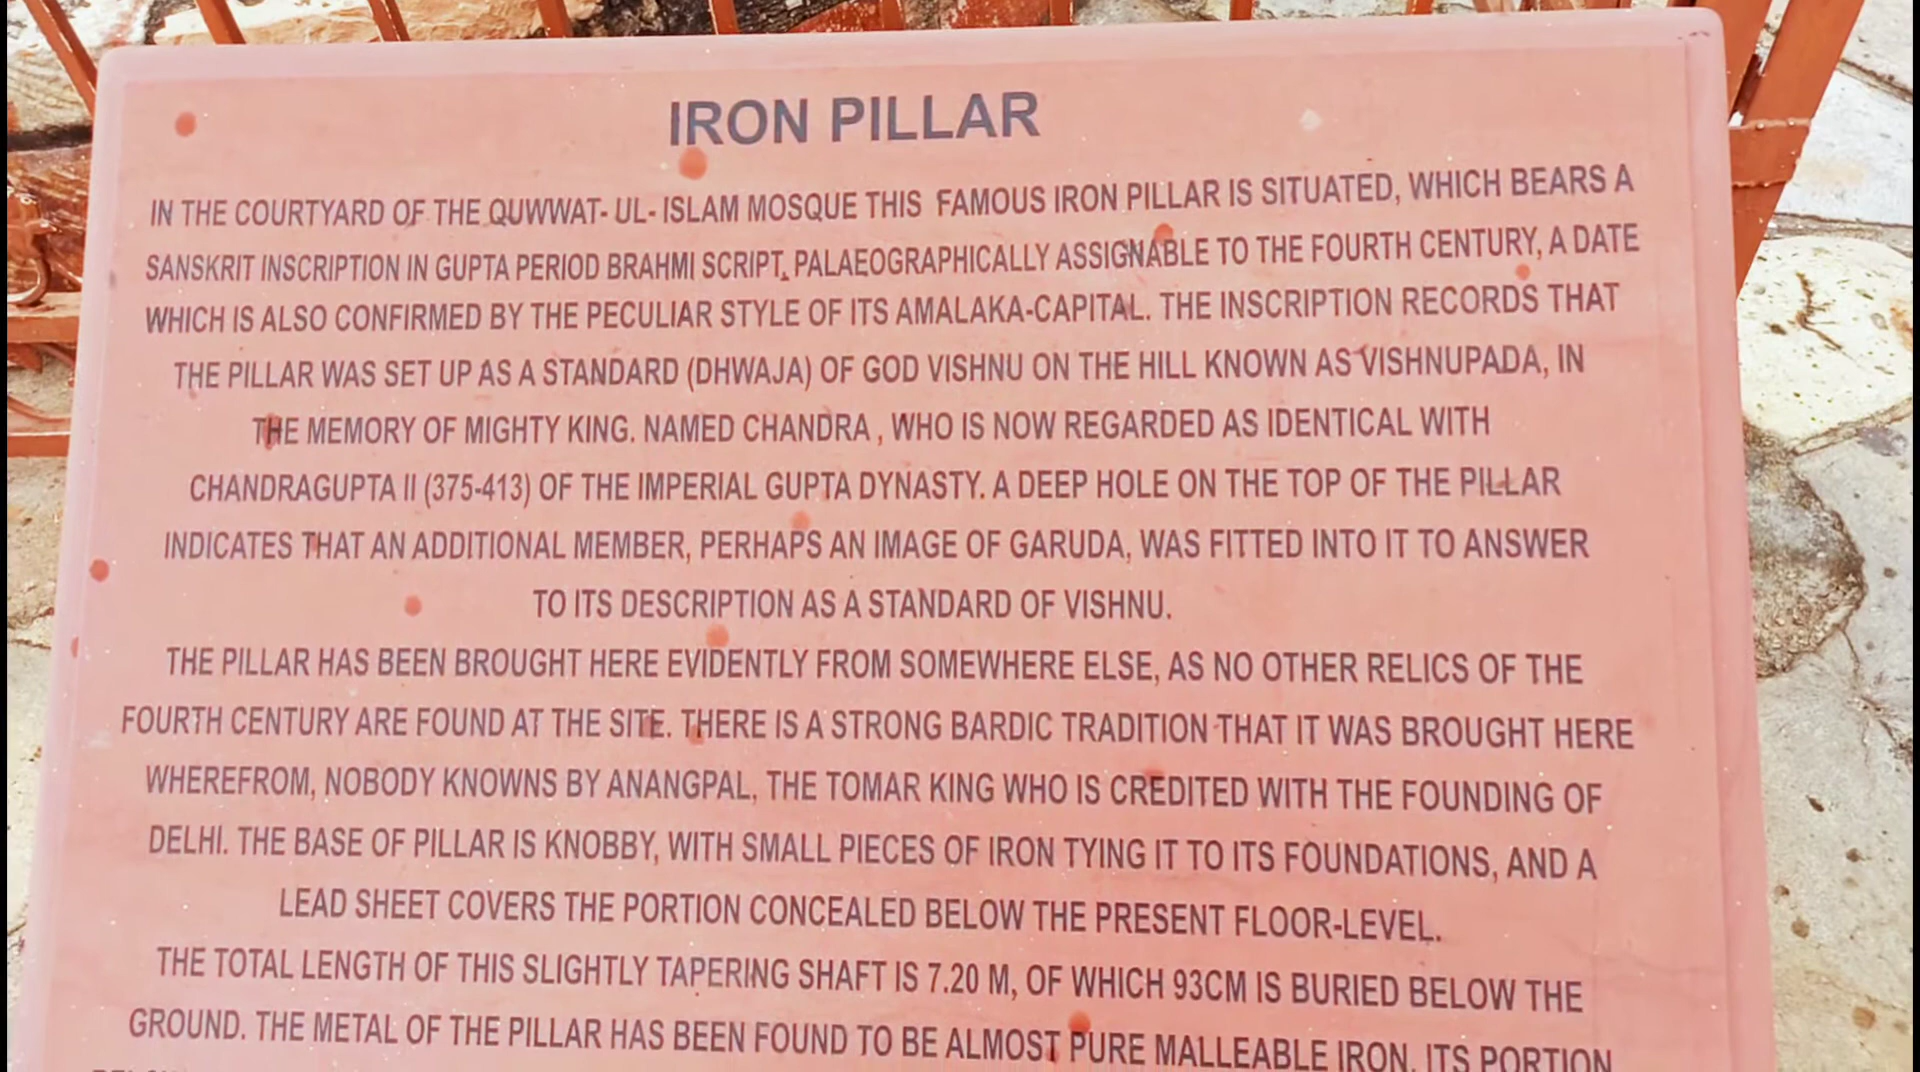 IRON PILLAR
IN THE COURTYARD OF THE QUWWAT- UL- ISLAM MOSQUE THIS FAMOUS IRON PILLAR IS SITUATED, WHICH BEARS A
SANSKRIT INSCRIPTION IN GUPTA PERIOD BRAHMI SCRIPT, PALAEOGRAPHICALLY ASSIGNABLE TO THE FOURTH CENTURY, A DATE
WHICH IS ALSO CONFIRMED BY THE PECULIAR STYLE OF ITS AMALAKA-CAPITAL. THE INSCRIPTION RECORDS THAT
THE PILLAR WAS SET UP AS A STANDARD (DHWAJA) OF GOD VISHNU ON THE HILL KNOWN AS VISHNUPADA, IN
THE MEMORY OF MIGHTY KING. NAMED CHANDRA , WHO IS NOW REGARDED AS IDENTICAL WITH
CHANDRAGUPTA II (375-413) OF THE IMPERIAL GUPTA DYNASTY. A DEEP HOLE ON THE TOP OF THE PILLAR
INDICATES THAT AN ADDITIONAL MEMBER, PERHAPS AN IMAGE OF GARUDA, WAS FITTED INTO IT TO ANSWER
TO ITS DESCRIPTION AS A STANDARD OF VISHNU.
THE PILLAR HAS BEEN BROUGHT HERE EVIDENTLY FROM SOMEWHERE ELSE, AS NO OTHER RELICS OF THE
FOURTH CENTURY ARE FOUND AT THE SITE. THERE IS A STRONG BARDIC TRADITION THAT IT WAS BROUGHT HERE
WHEREFROM, NOBODY KNOWNS BY ANANGPAL, THE TOMAR KING WHO IS CREDITED WITH THE FOUNDING OF
DELHI. THE BASE OF PILLAR IS KNOBBY, WITH SMALL PIECES OF IRON TYING IT TO ITS FOUNDATIONS, AND A
LEAD SHEET COVERS THE PORTION CONCEALED BELOW THE PRESENT FLOOR-LEVEL.
THE TOTAL LENGTH OF THIS SLIGHTLY TAPERING SHAFT IS 7.20 M, OF WHICH 93CM IS BURIED BELOW THE
GROUND. THE METAL OF THE PILLAR HAS BEEN FOUND TO BE ALMOST PURE MALLEABLE IRON. ITS PORTION